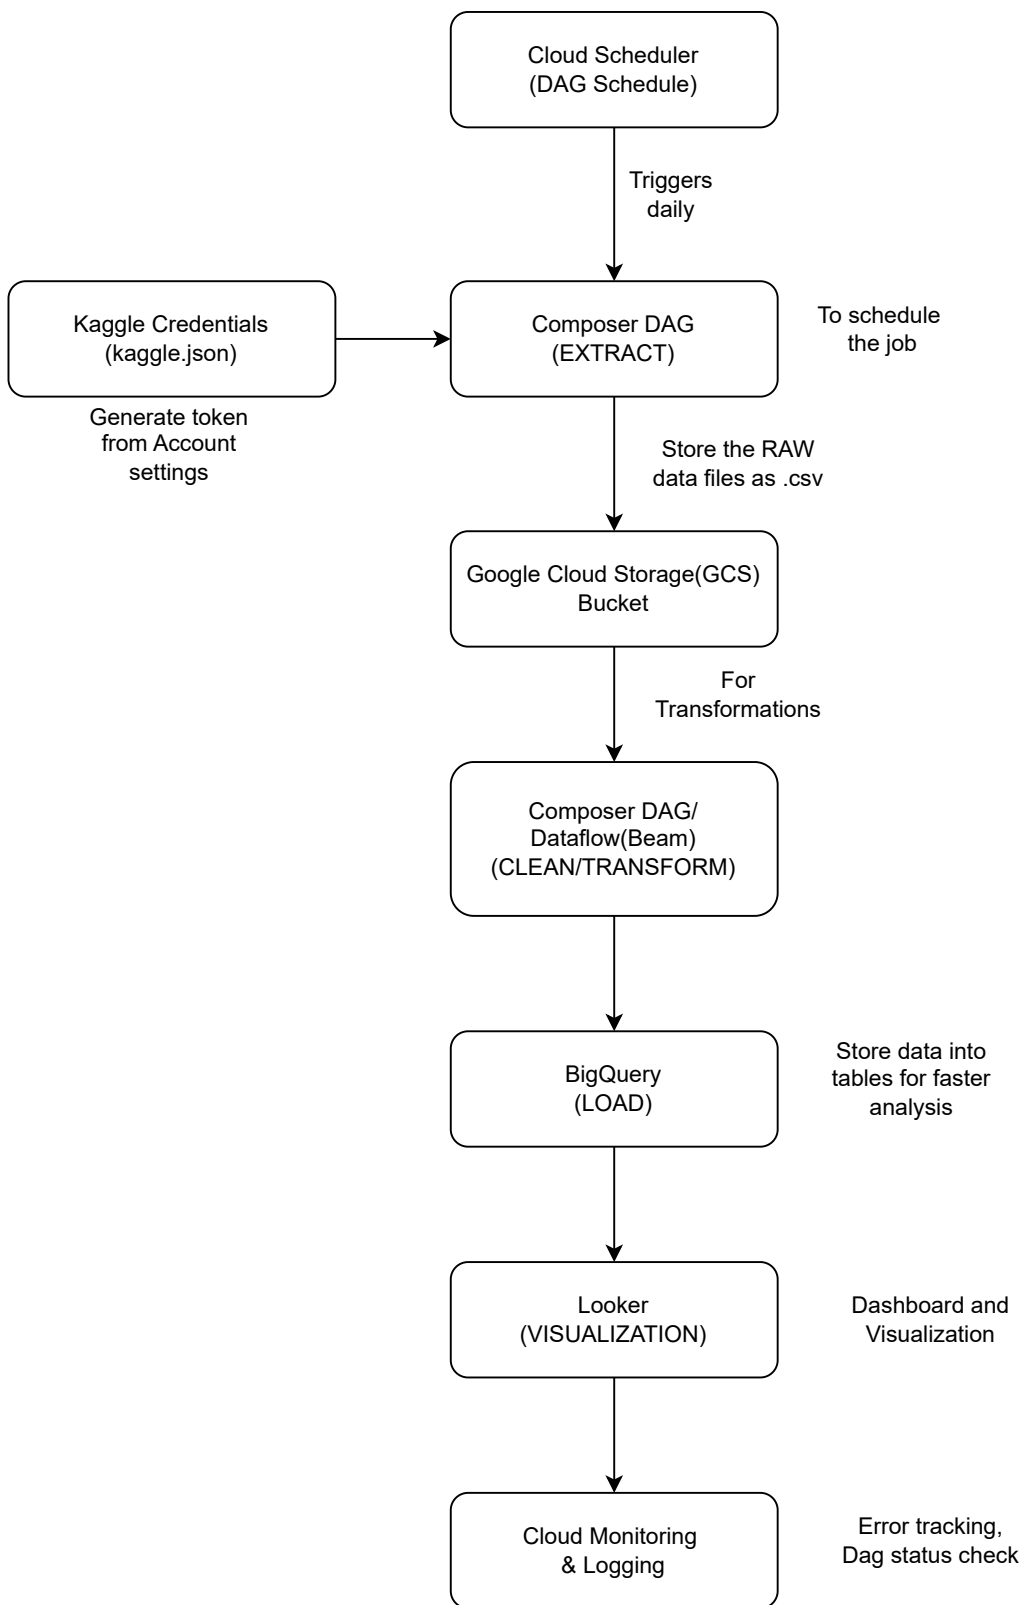 Cloud Scheduler
(DAG Schedule)
Triggers
daily
Kaggle Credentials
(kaggle.json)
Composer DAG
(EXTRACT)
To schedule
the job
Generate token
from Account
settings
Store the RAW
data files as .csv
Google Cloud Storage(GCS)
Bucket
For
Transformations
Composer DAG/
Dataflow(Beam)
(CLEAN/TRANSFORM)
BigQuery
(LOAD)
Store data into
tables for faster
analysis
Looker
(VISUALIZATION)
Dashboard and
Visualization
Cloud Monitoring
& Logging
Error tracking,
Dag status check